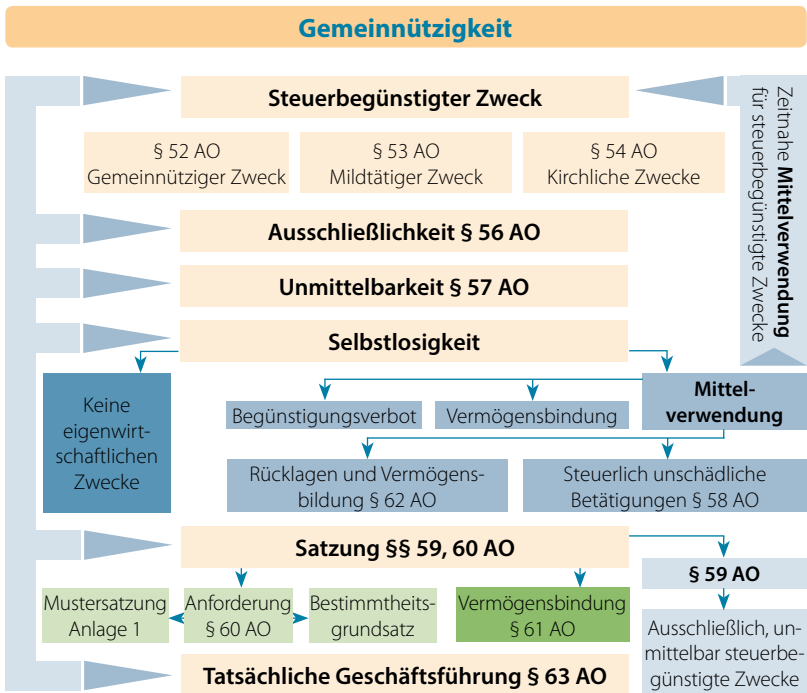 Gemeinnützigkeit
Steuerbegünstigter Zweck
Zeitnahe Mittelverwendung
für steuerbegünstigte Zwecke
§ 52 AO
Gemeinnütziger Zweck
§ 53 AO
Mildtätiger Zweck
§ 54 AO
Kirchliche Zwecke
Ausschließlichkeit § 56 AO
Unmittelbarkeit § 57 AO
Selbstlosigkeit
Keine
eigenwirt-
schaftlichen
Zwecke
Begünstigungsverbot
Vermögensbindung
Mittel-
verwendung
Rücklagen und Vermögens-
bildung § 62 AO
Steuerlich unschädliche
Betätigungen § 58 AO
Satzung §§ 59, 60 AO
§ 59 AO
Mustersatzung
Anlage 1
Anforderung
§ 60 AO
Bestimmtheits-
grundsatz
Vermögensbindung
§ 61 AO
Ausschließlich, un-
mittelbar steuerbe-
günstigte Zwecke
Tatsächliche Geschäftsführung § 63 AO